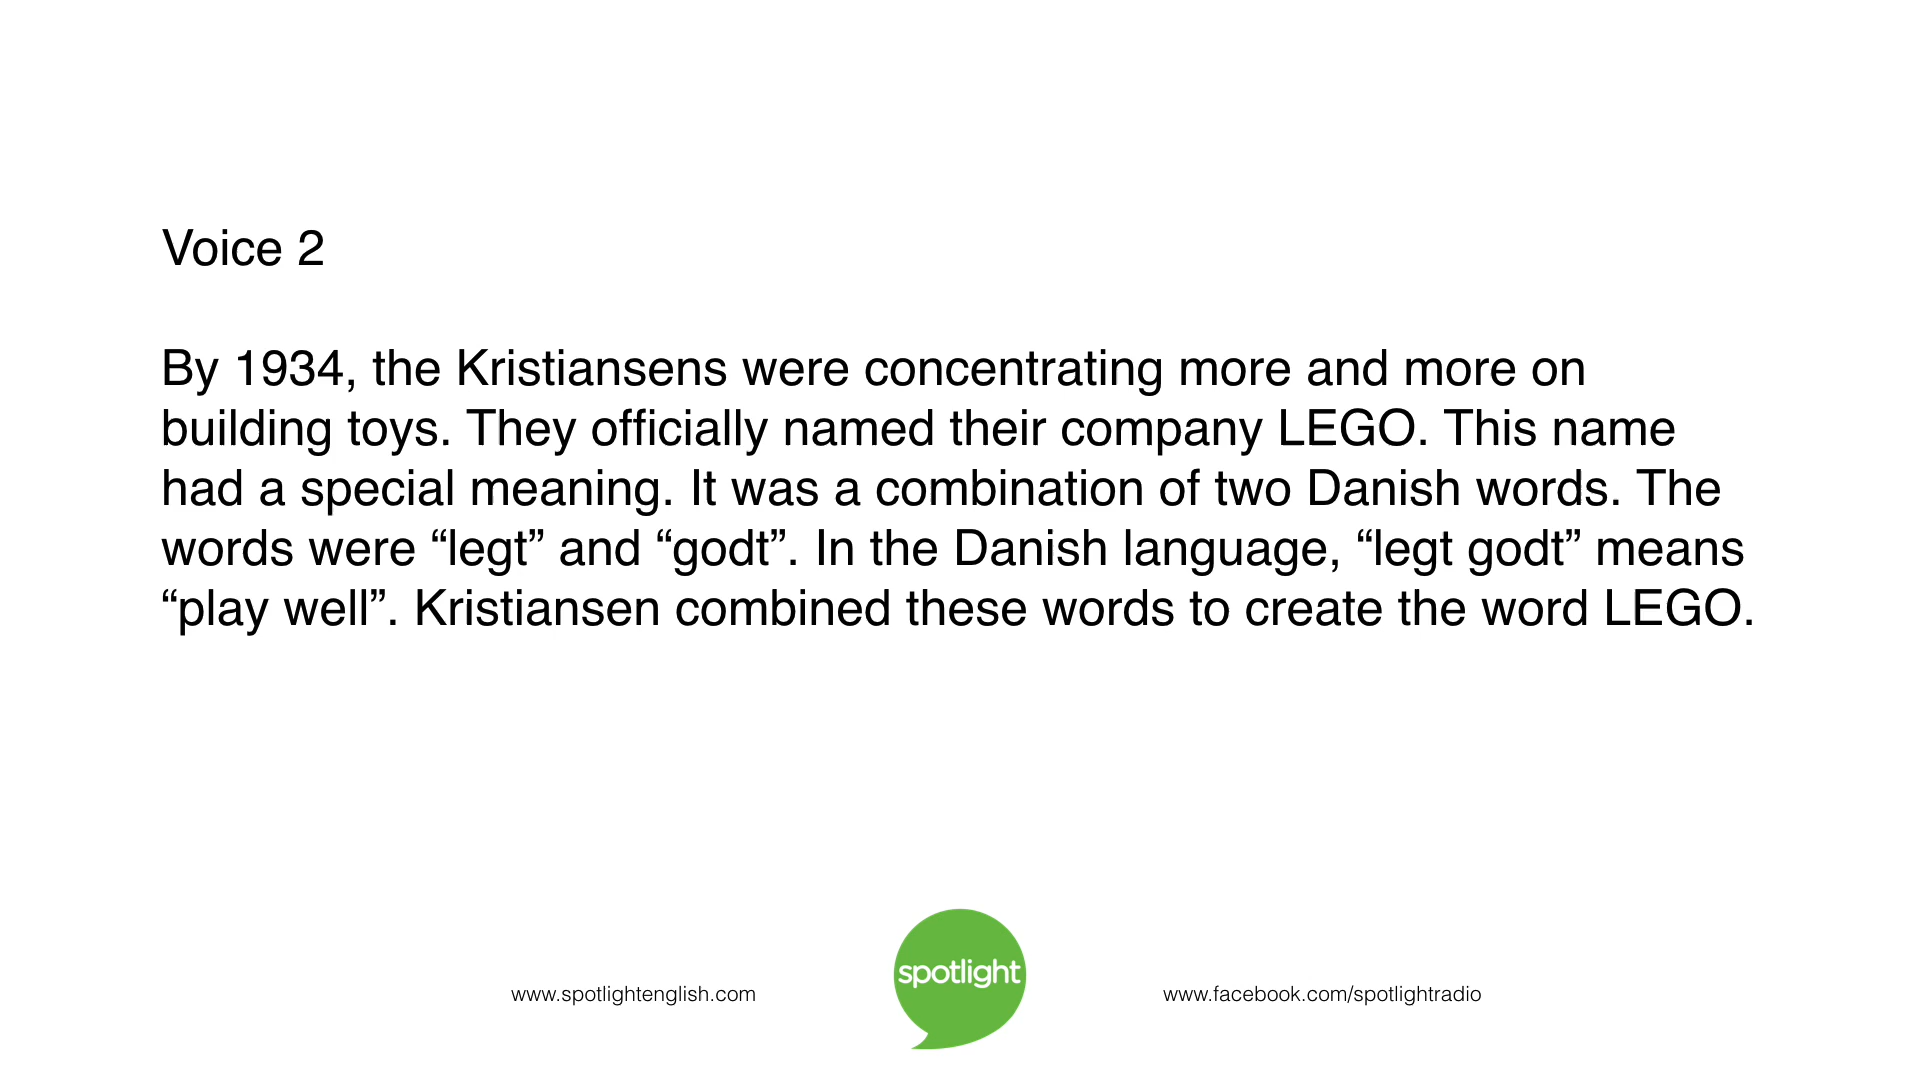 Voice 2
By 1934, the Kristiansens were concentrating more and more on
building toys. They officially named their company LEGO. This name
had a special meaning. It was a combination of two Danish words. The
words were “legt” and “godt”. In the Danish language, “legt godt” means
“play well”. Kristiansen combined these words to create the word LEGO.
spotlight
www.spotlightenglish.com
www.facebook.com/spotlightradio